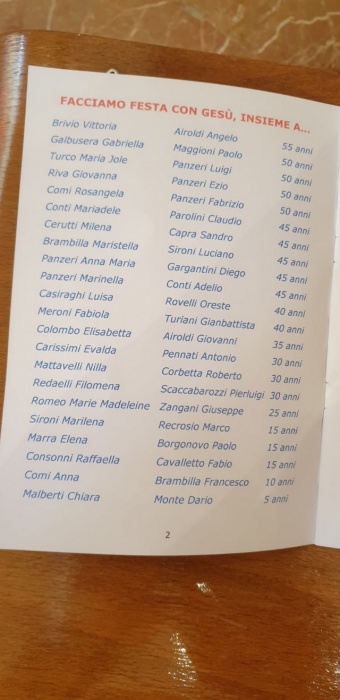 FACCIAMO FESTA CON GESÙ, INSIEME A...
Brivio Vittoria Airoldi Angelo 55 anni
Galbusera Gabriella Maggioni Paolo 50 anni
Turco Maria Jole Panzeri Luigi 50 anni
Riva Giovanna Panzeri Ezio 50 anni
Comi Rosangela Panzeri Fabrizio 50 anni
Conti Mariadele Parolini Claudio 45 anni
Cerutti Milena Capra Sandro 45 anni
Brambilla Maristella Sironi Luciano 45 anni
Panzeri Anna Maria Gargantini Diego 45 anni
Panzeri Marinella Conti Adelio 45 anni
Casiraghi Luisa Rovelli Oreste 40 anni
Meroni Fabiola Turiani Gianbattista 40 anni
Colombo Elisabetta Airoldi Giovanni 35 anni
Carissimi Evalda Pennati Antonio 30 anni
Mattavelli Nilla Corbetta Roberto 30 anni
Redaelli Filomena Scaccabarozzi Pierluigi 30 anni
Romeo Marie Madeleine Zangani Giuseppe 25 anni
Sironi Marilena Recrosio Marco 15 anni
Marra Elena Borgonovo Paolo 15 anni
Consonni Raffaella Cavalletto Fabio 15 anni
Comi Anna Brambilla Francesco 10 anni
Malberti Chiara Monte Dario 5 anni
2